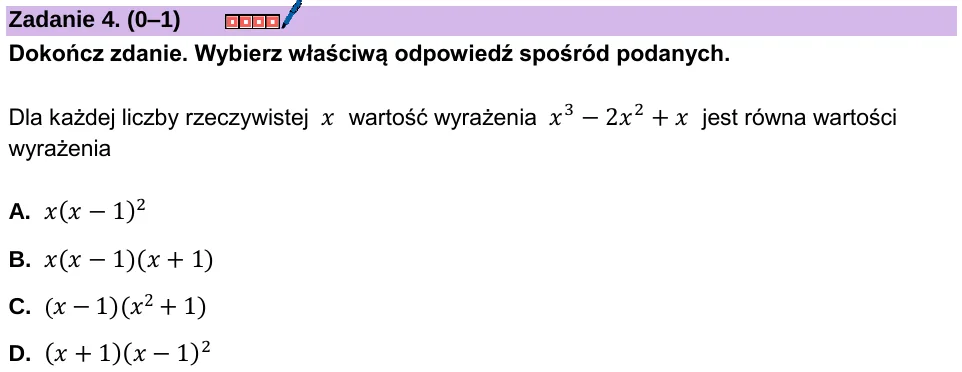 Zadanie 4. (0–1)
Dokończ zdanie. Wybierz właściwą odpowiedź spośród podanych.
Dla każdej liczby rzeczywistej x wartość wyrażenia x³ − 2x² + x jest równa wartości
wyrażenia
A. x(x − 1)²
B. x(x − 1)(x + 1)
C. (x − 1)(x² + 1)
D. (x + 1)(x − 1)²